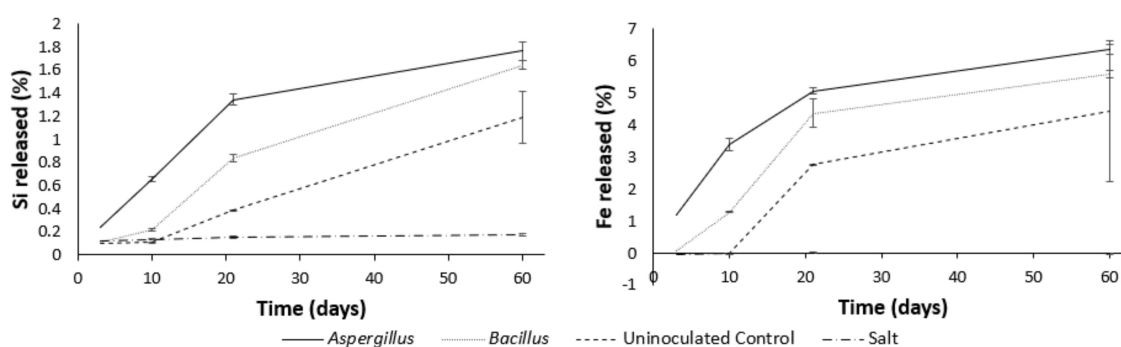 Si released (%)
2
1.8
1.6
1.4
1.2
1
0.8
0.6
0.4
0.2
0
0 10 20 30 40 50 60
Time (days)
Fe released (%)
7
6
5
4
3
2
1
0
-1
0 10 20 30 40 50 60
Time (days)
Aspergillus Bacillus Uninoculated Control Salt